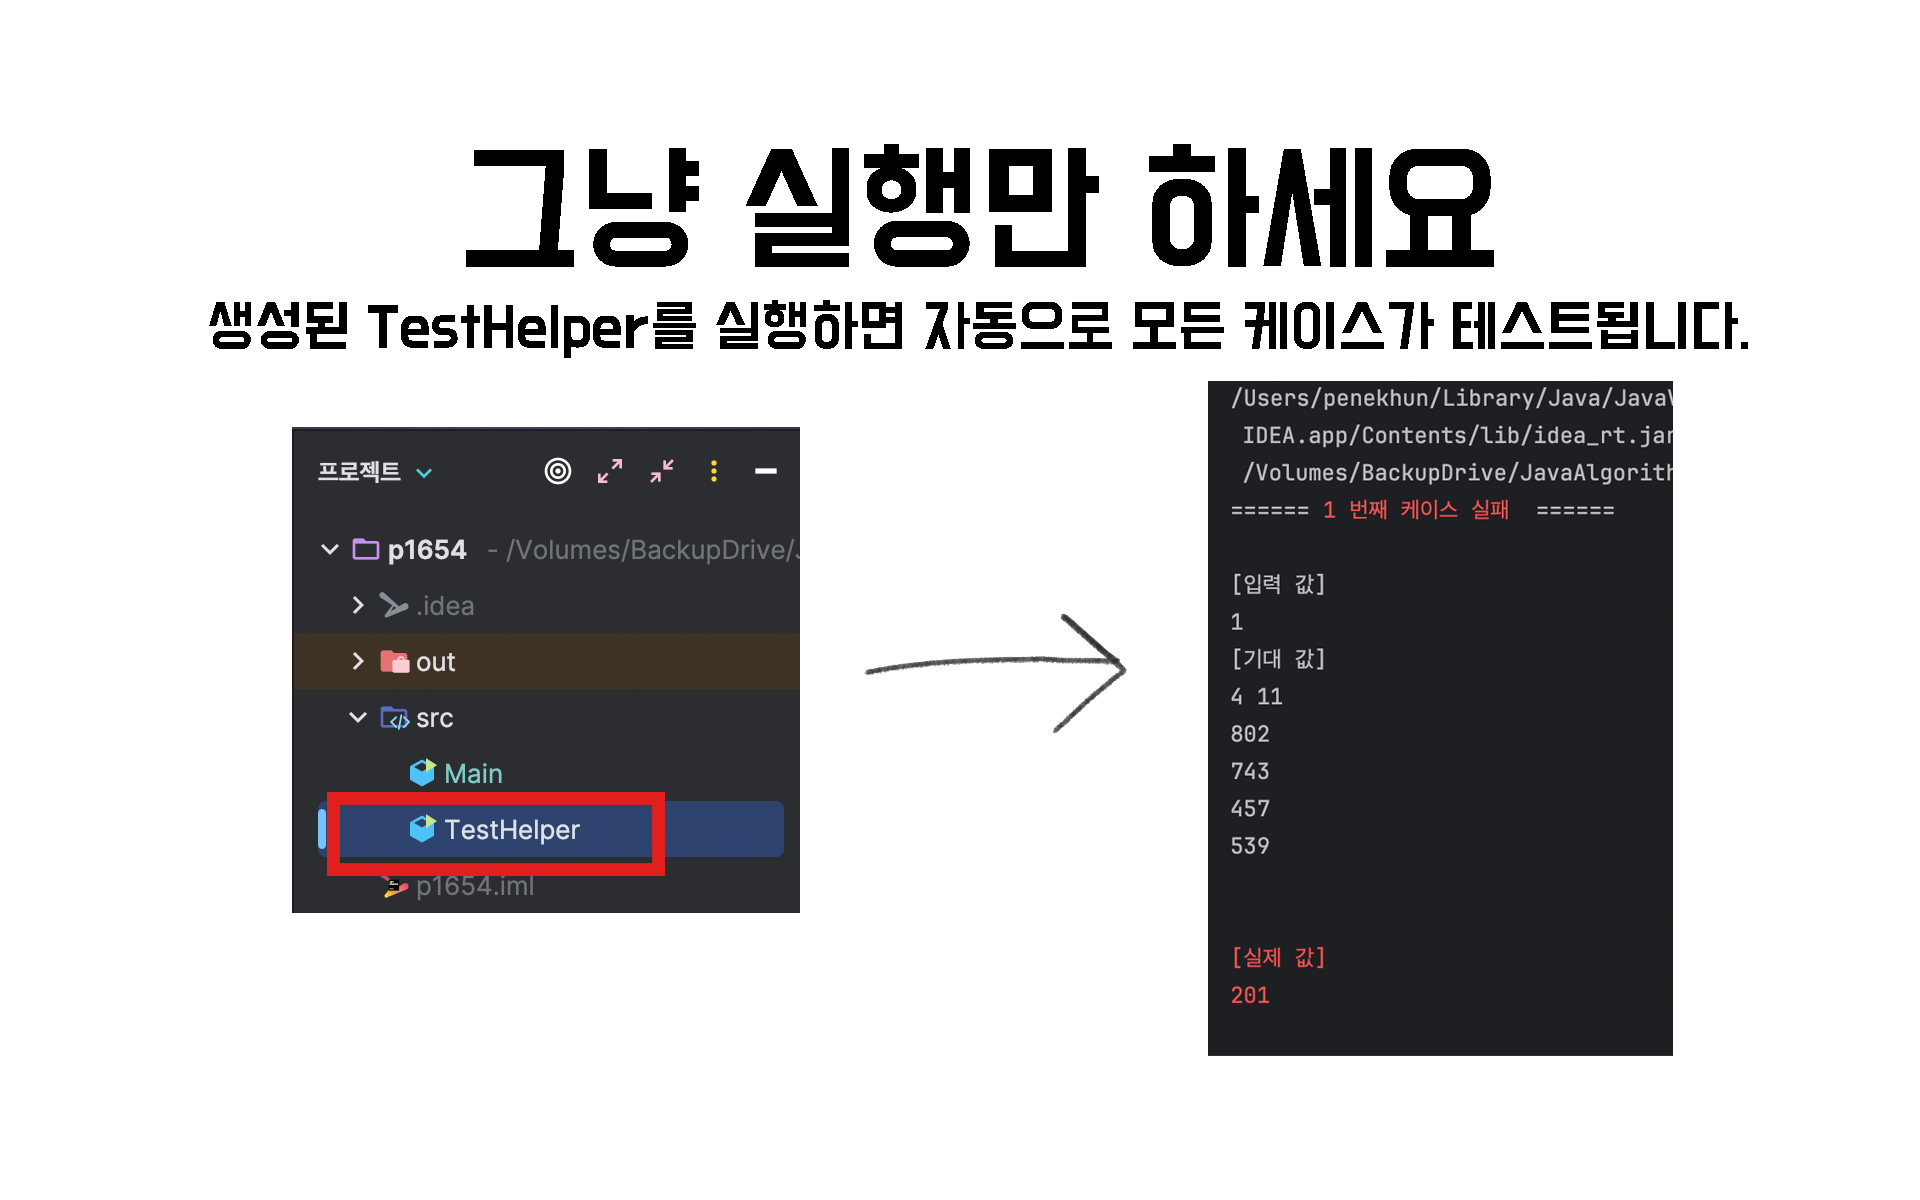 그냥 실행만 하세요
생성된 TestHelper를 실행하면 자동으로 모든 케이스가 테스트됩니다.
프로젝트
p1654 - /Volumes/BackupDrive/
.idea
out
src
Main
TestHelper
p1654.iml
/Users/penekhun/Library/Java/Java
IDEA.app/Contents/lib/idea_rt.jar
/Volumes/BackupDrive/JavaAlgorith
====== 1 번째 케이스 실패 ======
[입력 값]
1
[기대 값]
4 11
802
743
457
539
[실제 값]
201